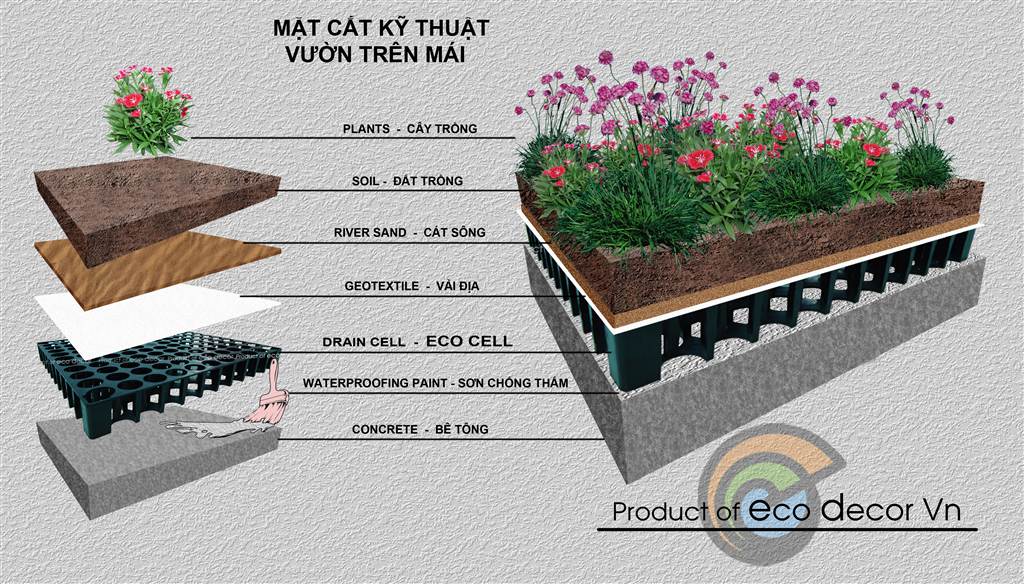 MẶT CẮT KỸ THUẬT
VƯỜN TRÊN MÁI
PLANTS - CÂY TRỒNG
SOIL - ĐẤT TRỒNG
RIVER SAND - CÁT SÔNG
GEOTEXTILE - VẢI ĐỊA
DRAIN CELL - ECO CELL
WATERPROOFING PAINT - SƠN CHỐNG THẤM
CONCRETE - BÊ TÔNG
Product of eco decor Vn